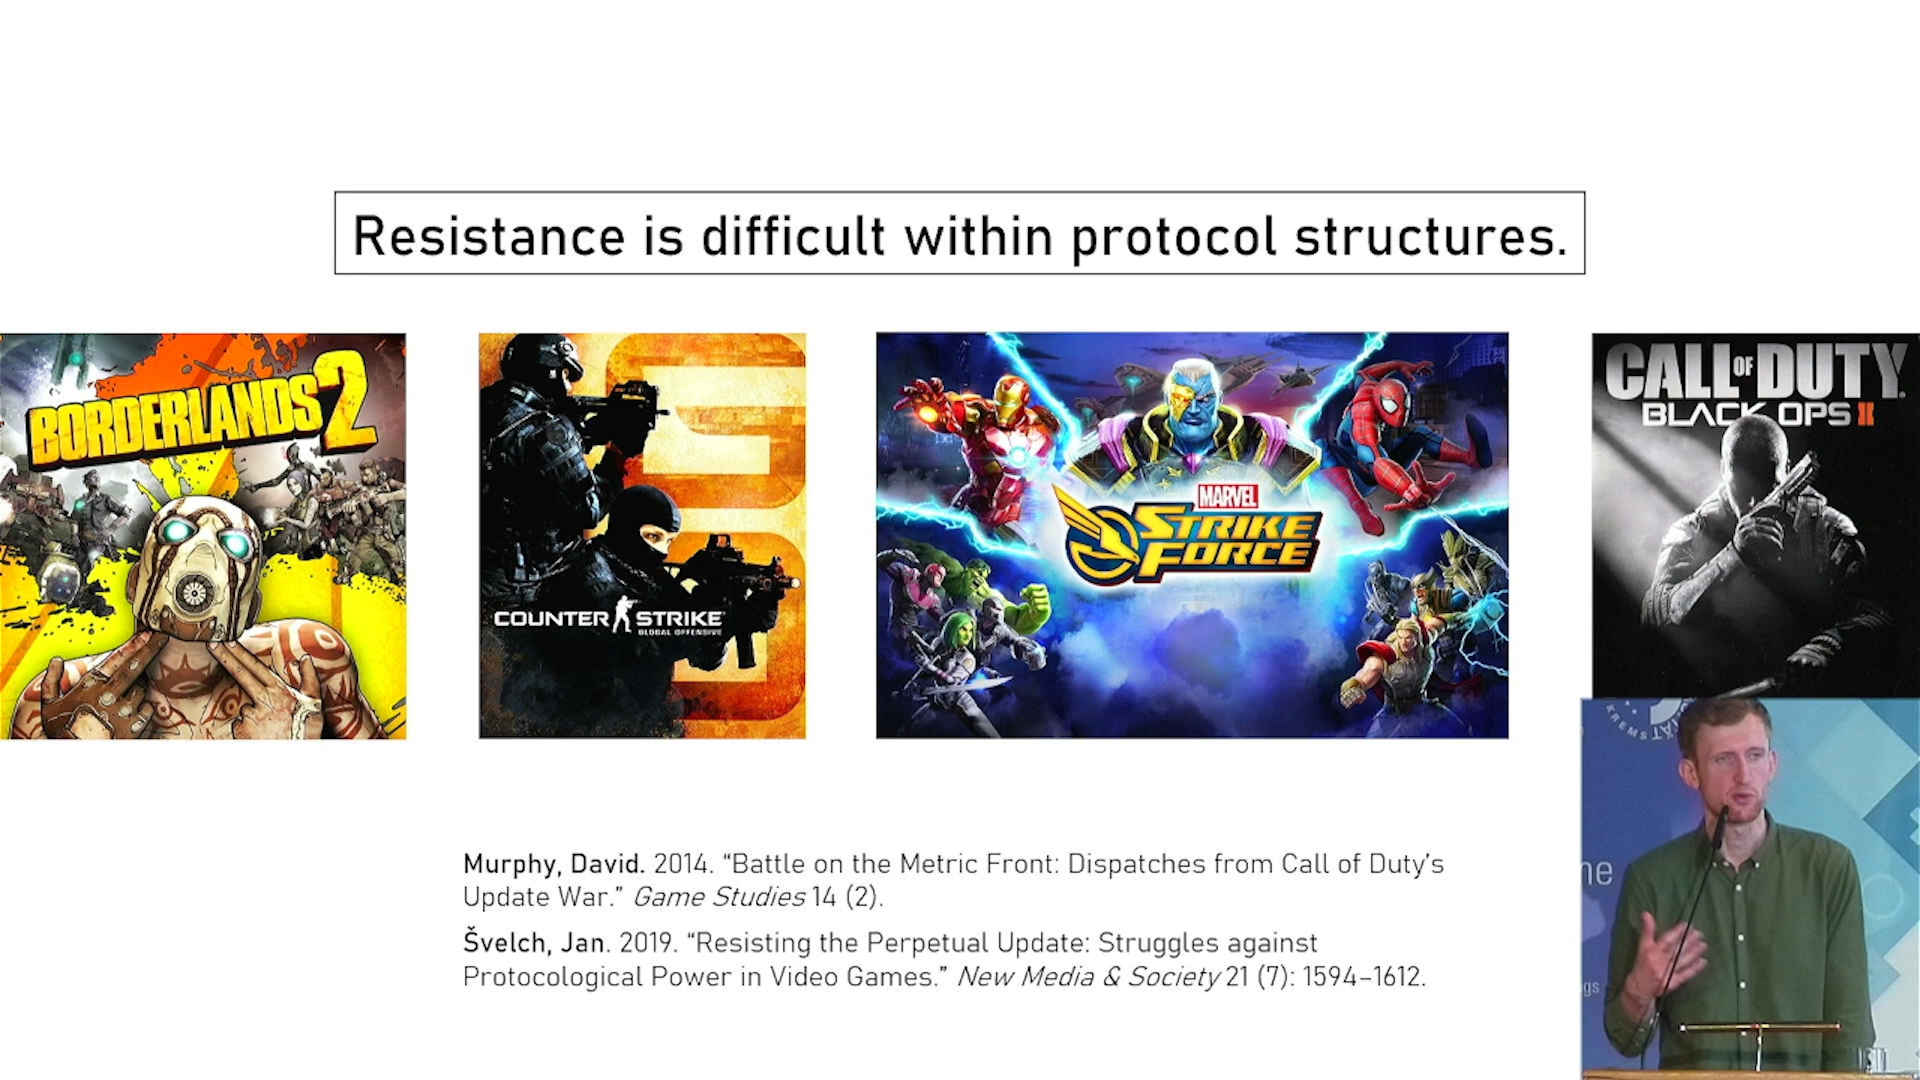 Resistance is difficult within protocol structures.
BORDERLANDS 2
COUNTER STRIKE
GLOBAL OFFENSIVE
MARVEL
STRIKE
FORCE
CALL OF DUTY
BLACK OPS II
KREMS
Murphy, David. 2014. “Battle on the Metric Front: Dispatches from Call of Duty's
Update War.” Game Studies 14 (2).
Švelch, Jan. 2019. “Resisting the Perpetual Update: Struggles against
Protocological Power in Video Games.” New Media & Society 21 (7): 1594–1612.